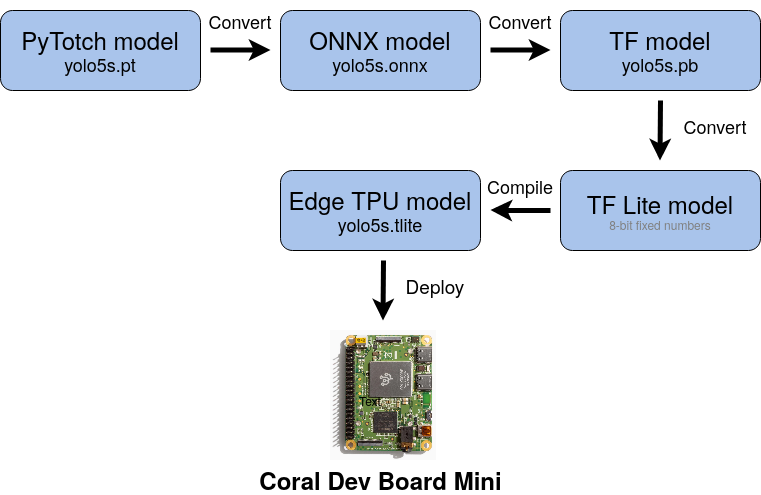 Convert
Convert
PyTotch model
yolo5s.pt
ONNX model
yolo5s.onnx
TF model
yolo5s.pb
Convert
Edge TPU model
yolo5s.tlite
Compile
TF Lite model
8-bit fixed numbers
Deploy
Text
Coral Dev Board Mini